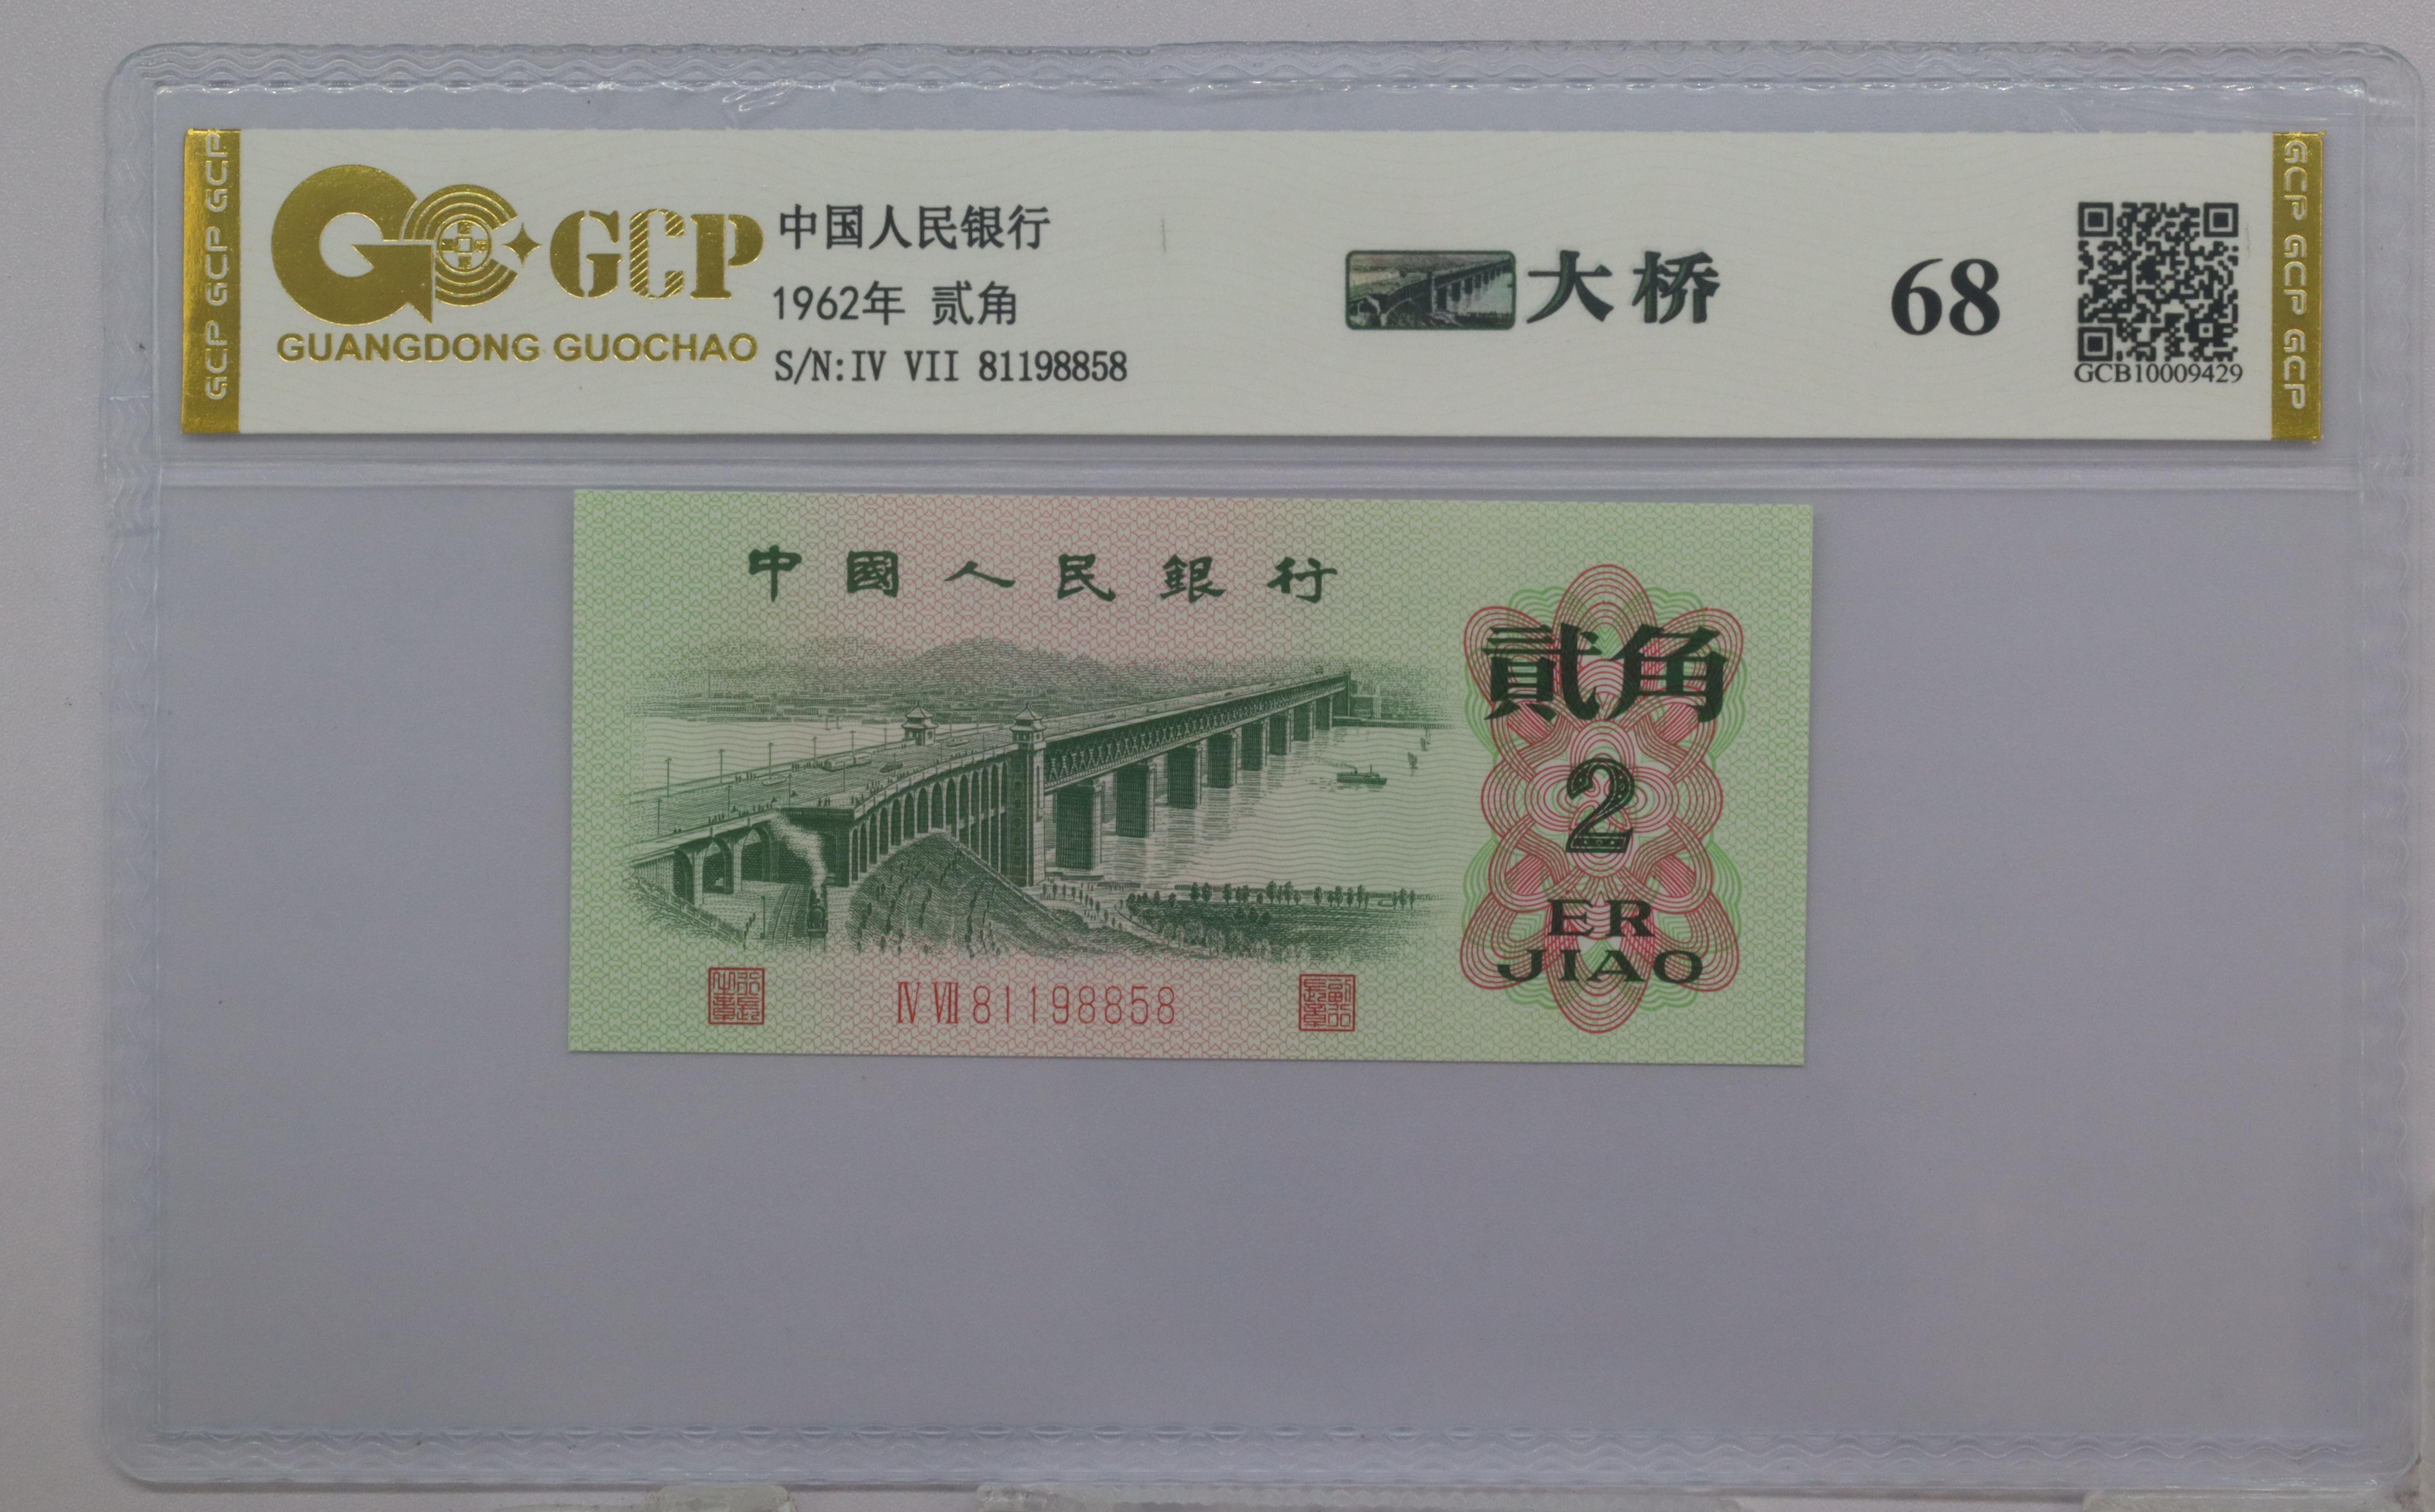 GCP GCP GCP
GCP
GUANGDONG GUOCHAO
中国人民银行
1962年 贰角
S/N:IV VII 81198858
大桥
68
GCB10009429
GCP GCP GCP
中國人民銀行
貳角
2
ER
JIAO
Ⅳ Ⅶ 81198858